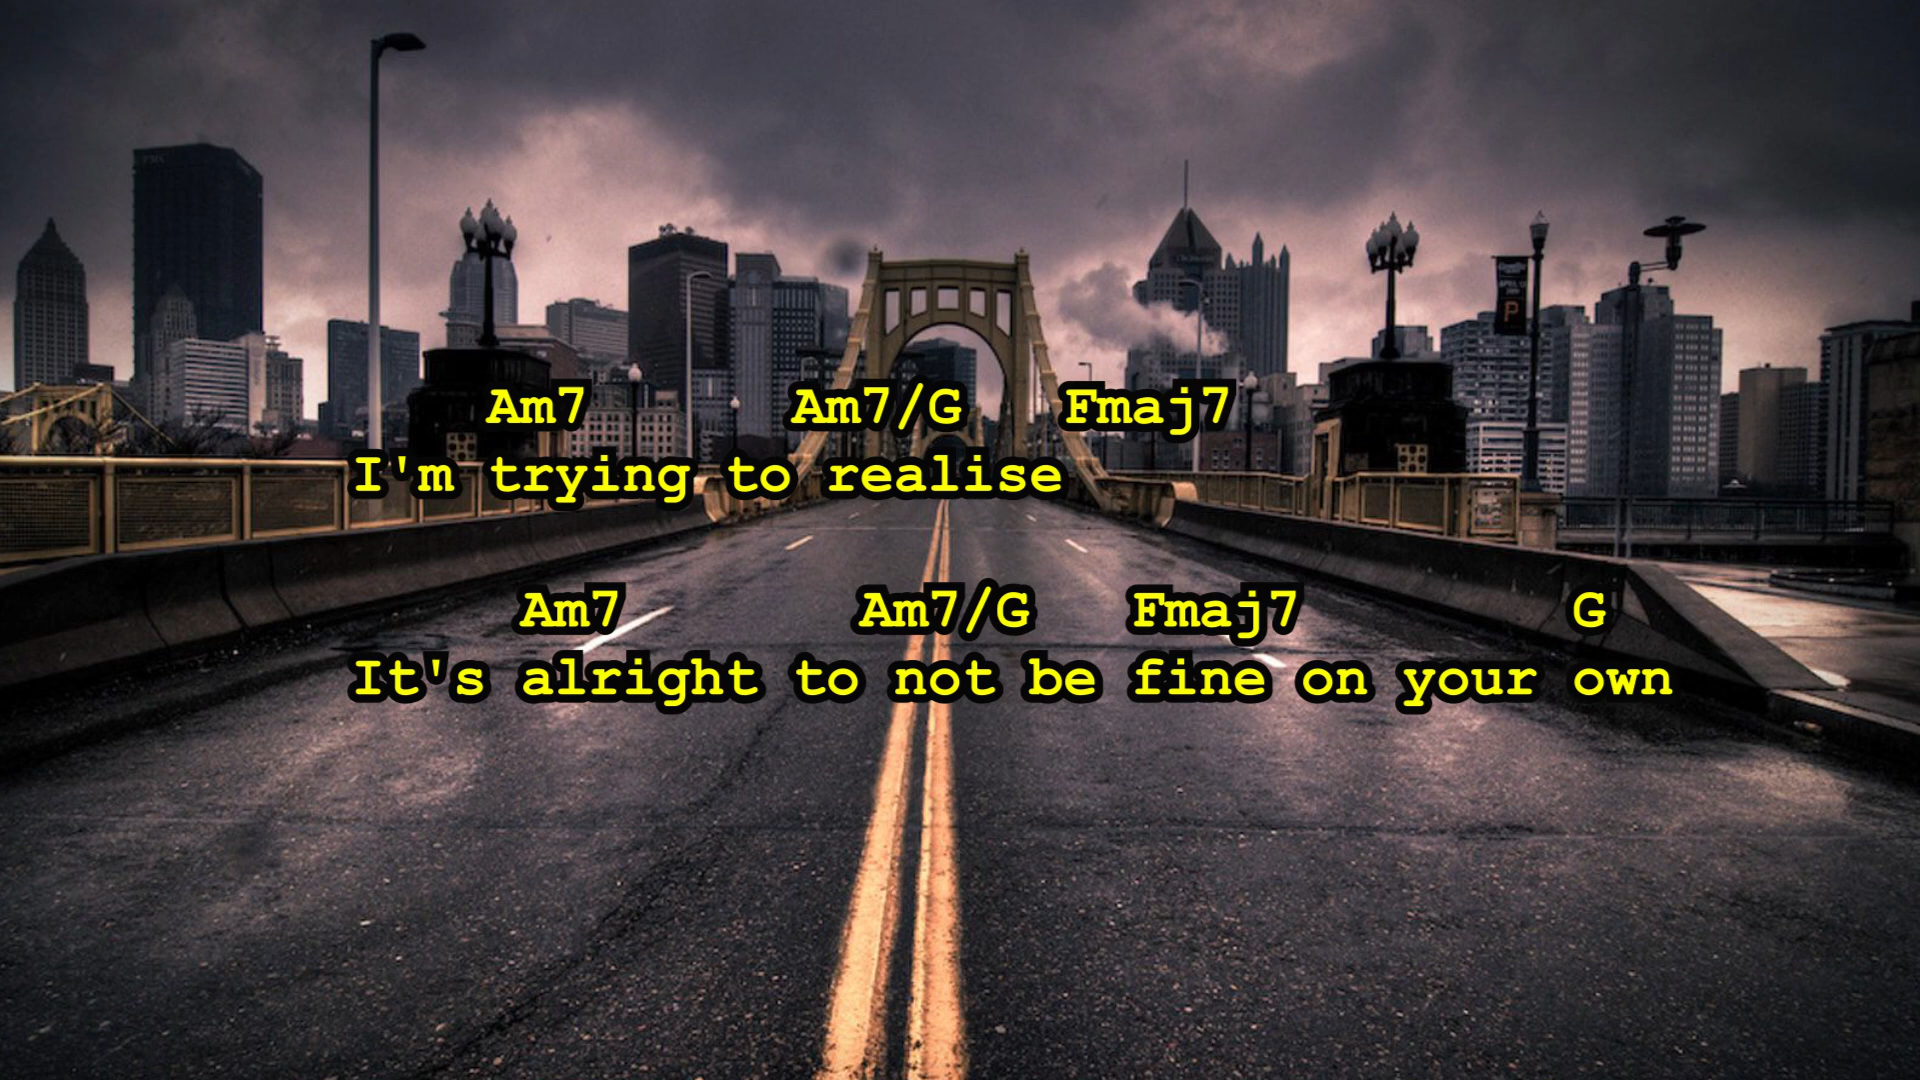 Am7 Am7/G Fmaj7
I'm trying to realise
Am7 Am7/G Fmaj7 G
It's alright to not be fine on your own
P